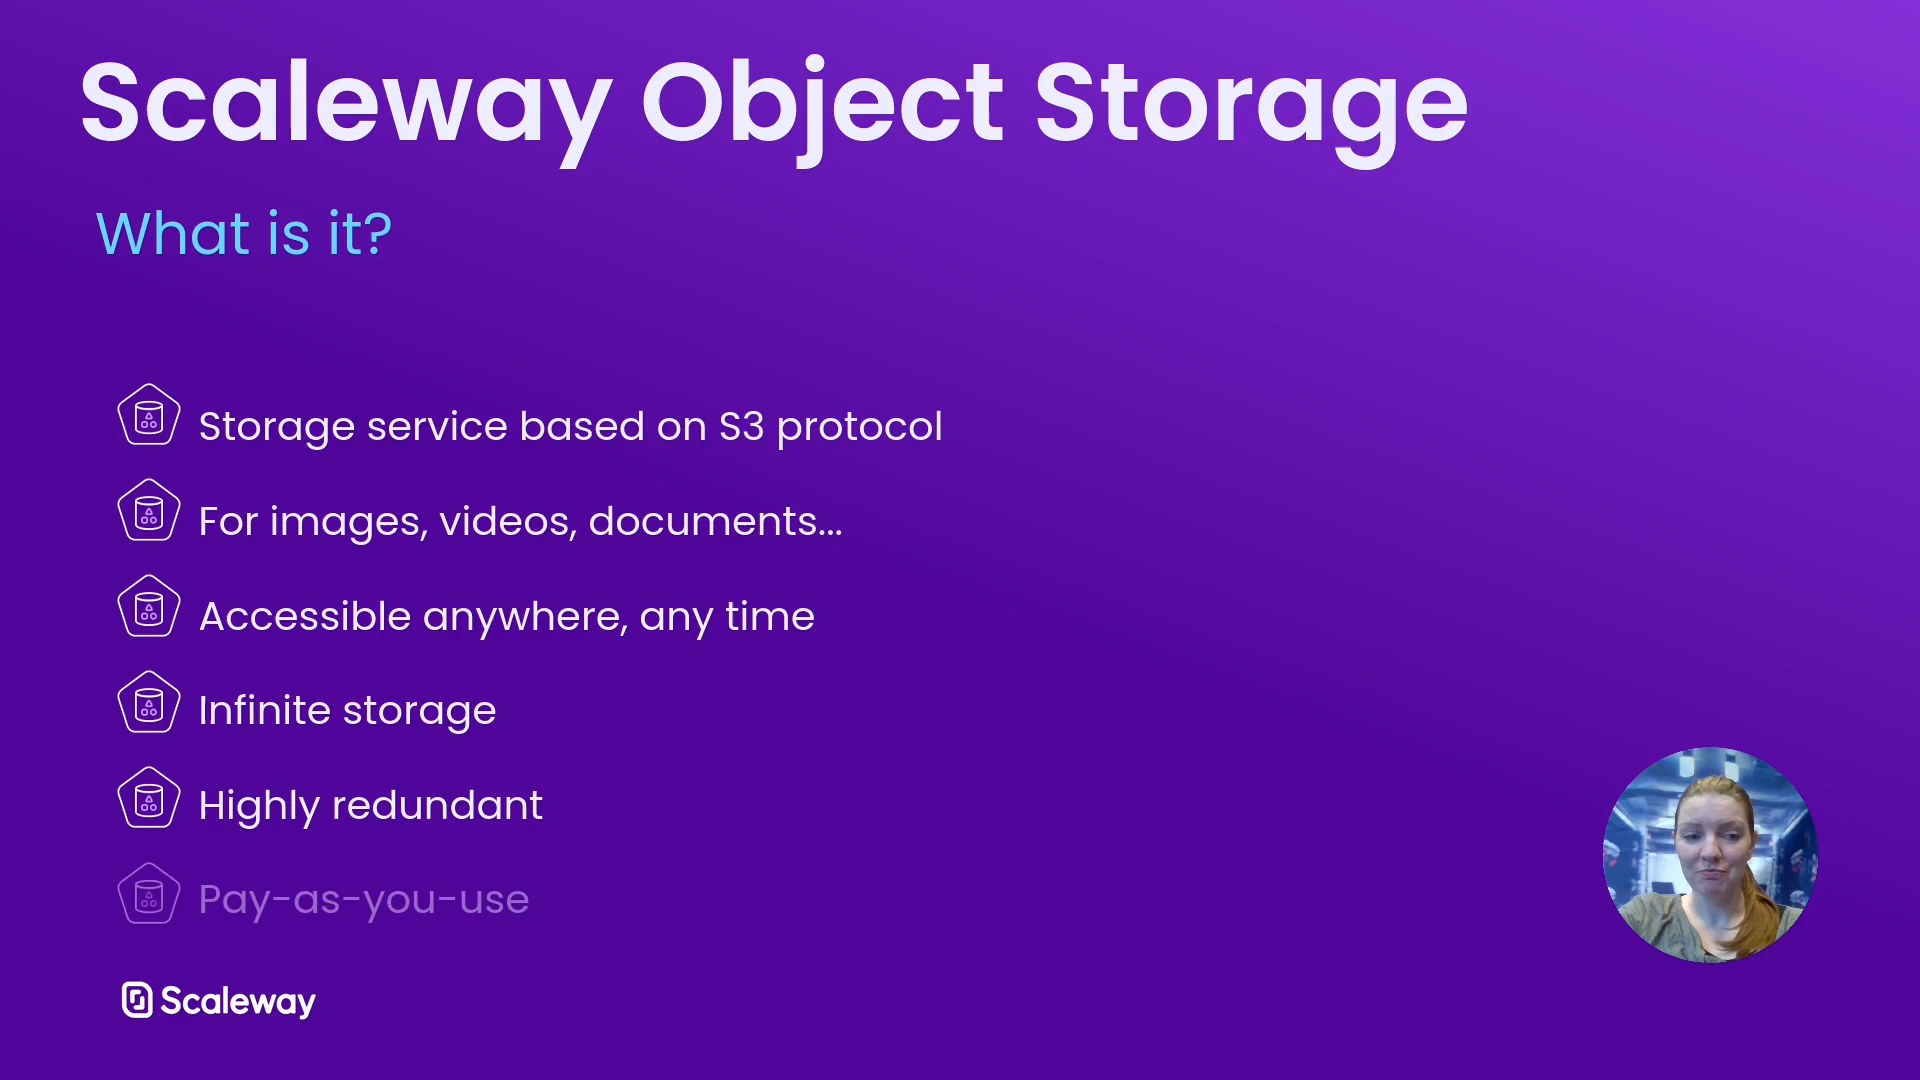 Scaleway Object Storage
What is it?
Storage service based on S3 protocol
For images, videos, documents...
Accessible anywhere, any time
Infinite storage
Highly redundant
Pay-as-you-use
Scaleway